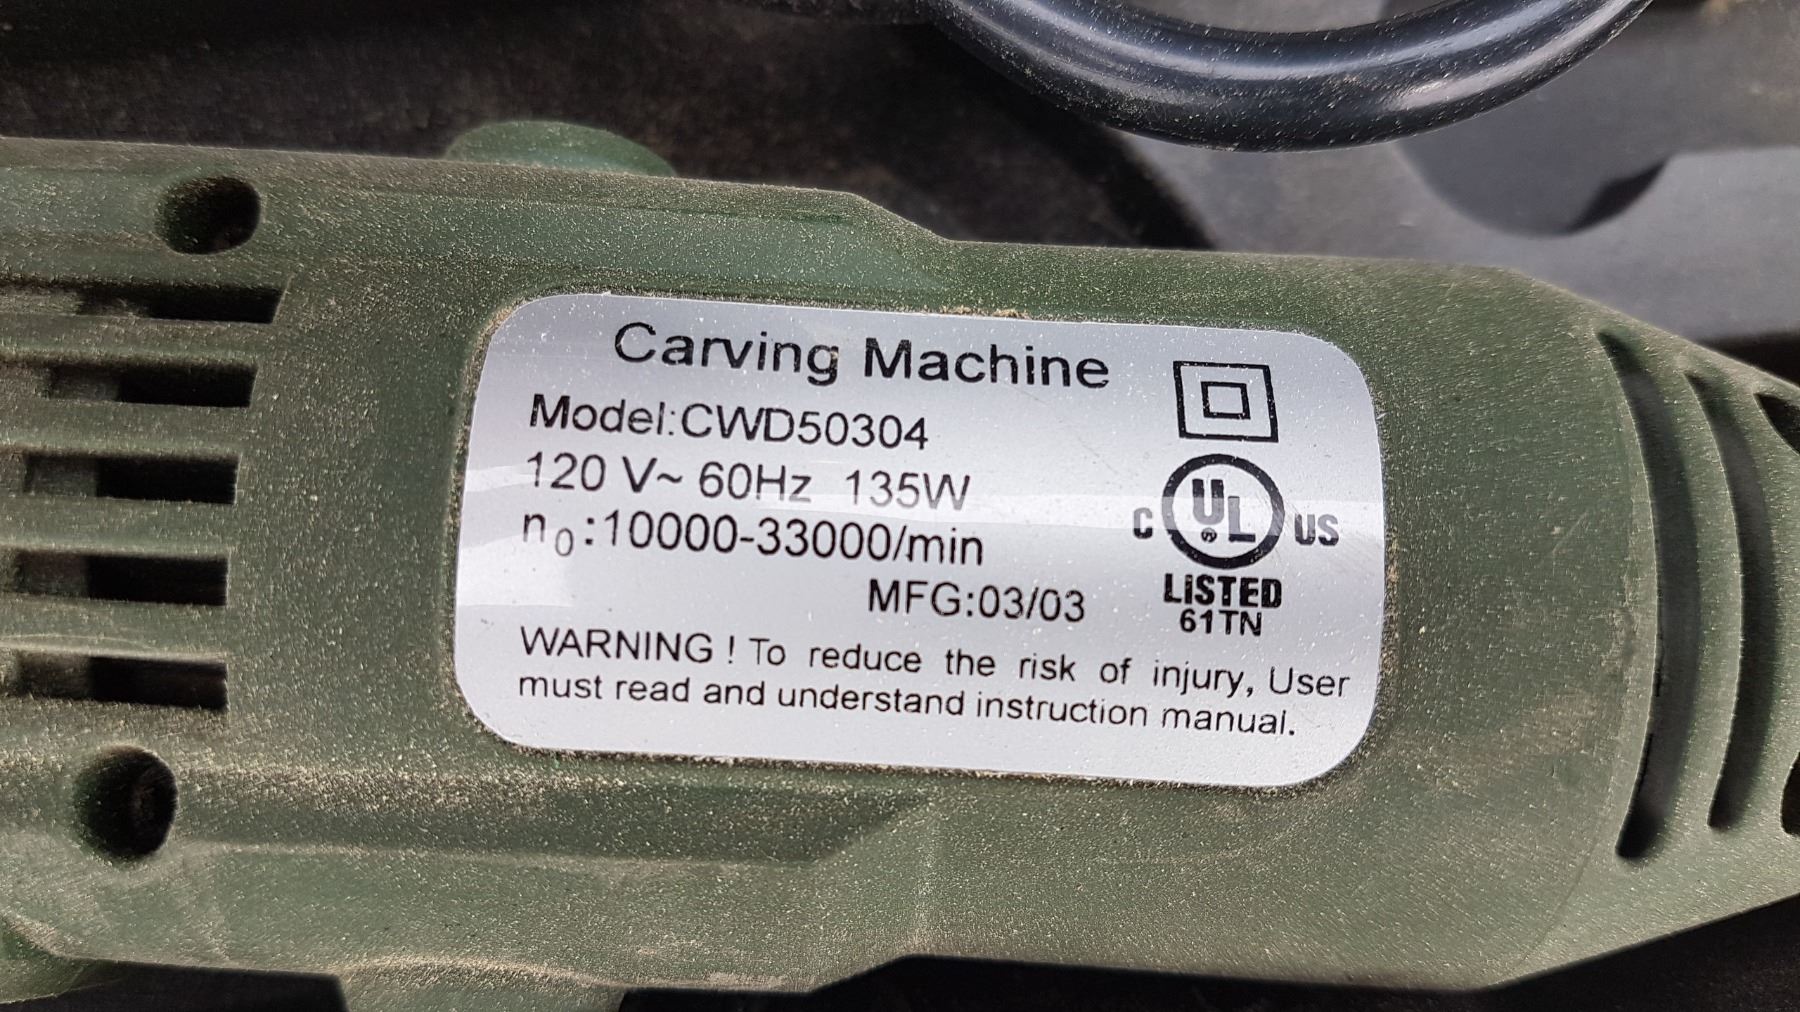 Carving Machine
Model:CWD50304
120 V~ 60Hz 135W
n₀:10000-33000/min
MFG:03/03
C UL® US
LISTED
61TN
WARNING ! To reduce the risk of injury, User
must read and understand instruction manual.